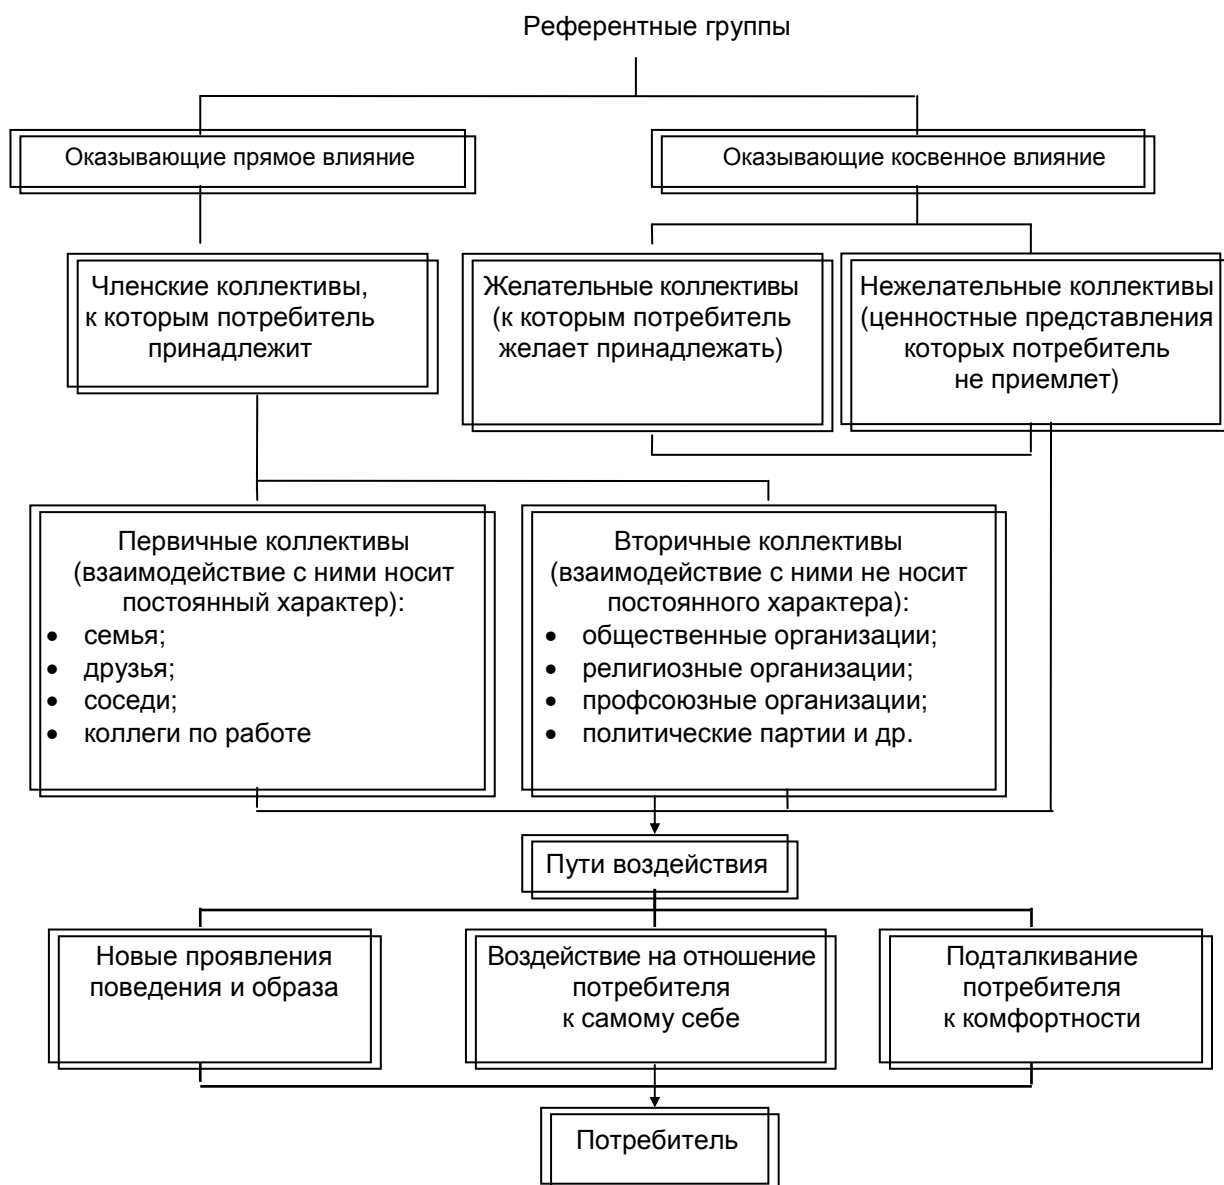 Референтные группы
Оказывающие прямое влияние
Оказывающие косвенное влияние
Членские коллективы,
к которым потребитель
принадлежит
Желательные коллективы
(к которым потребитель
желает принадлежать)
Нежелательные коллективы
(ценностные представления
которых потребитель
не приемлет)
Первичные коллективы
(взаимодействие с ними носит
постоянный характер):
• семья;
• друзья;
• соседи;
• коллеги по работе
Вторичные коллективы
(взаимодействие с ними не носит
постоянного характера):
• общественные организации;
• религиозные организации;
• профсоюзные организации;
• политические партии и др.
Пути воздействия
Новые проявления
поведения и образа
Воздействие на отношение
потребителя
к самому себе
Подталкивание
потребителя
к комфортности
Потребитель